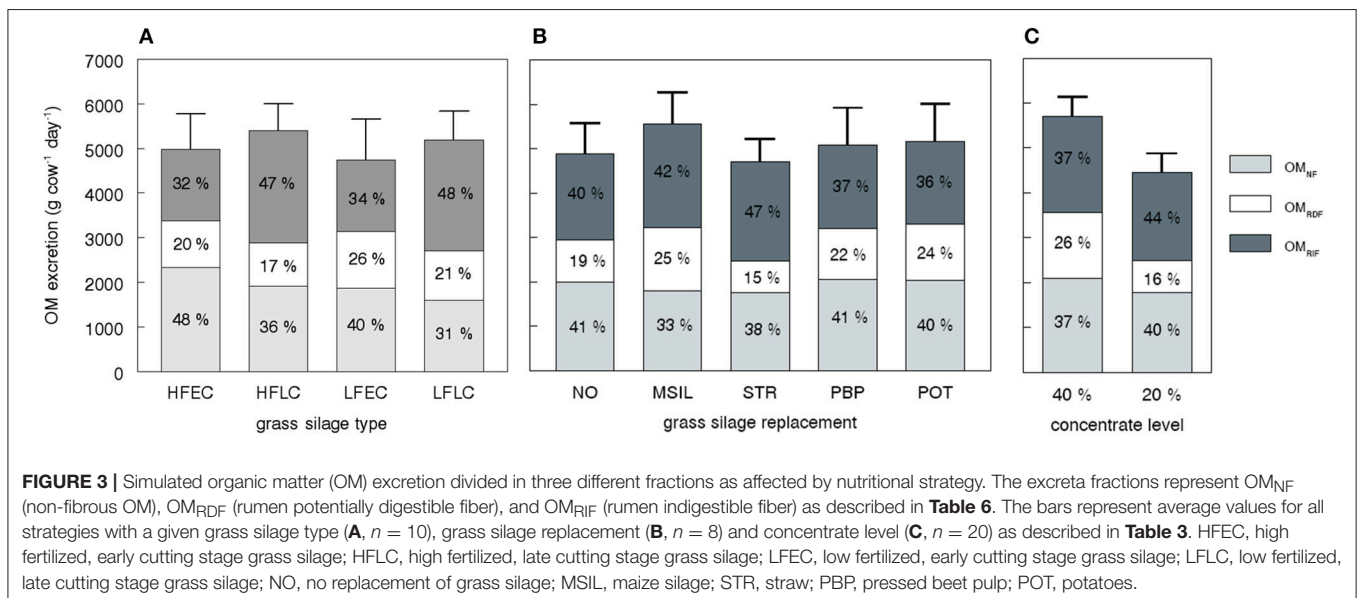 A B C
OM excretion (g cow⁻¹ day⁻¹)
7000
6000
5000
4000
3000
2000
1000
0
32 %
20 %
48 %
47 %
17 %
36 %
34 %
26 %
40 %
48 %
21 %
31 %
HFEC HFLC LFEC LFLC
grass silage type
40 %
19 %
41 %
42 %
25 %
33 %
47 %
15 %
38 %
37 %
22 %
41 %
36 %
24 %
40 %
NO MSIL STR PBP POT
grass silage replacement
37 %
26 %
37 %
44 %
16 %
40 %
40 % 20 %
concentrate level
OM_NF
OM_RDF
OM_RIF
FIGURE 3 | Simulated organic matter (OM) excretion divided in three different fractions as affected by nutritional strategy. The excreta fractions represent OM_NF
(non-fibrous OM), OM_RDF (rumen potentially digestible fiber), and OM_RIF (rumen indigestible fiber) as described in Table 6. The bars represent average values for all
strategies with a given grass silage type (A, n = 10), grass silage replacement (B, n = 8) and concentrate level (C, n = 20) as described in Table 3. HFEC, high
fertilized, early cutting stage grass silage; HFLC, high fertilized, late cutting stage grass silage; LFEC, low fertilized, early cutting stage grass silage; LFLC, low fertilized,
late cutting stage grass silage; NO, no replacement of grass silage; MSIL, maize silage; STR, straw; PBP, pressed beet pulp; POT, potatoes.